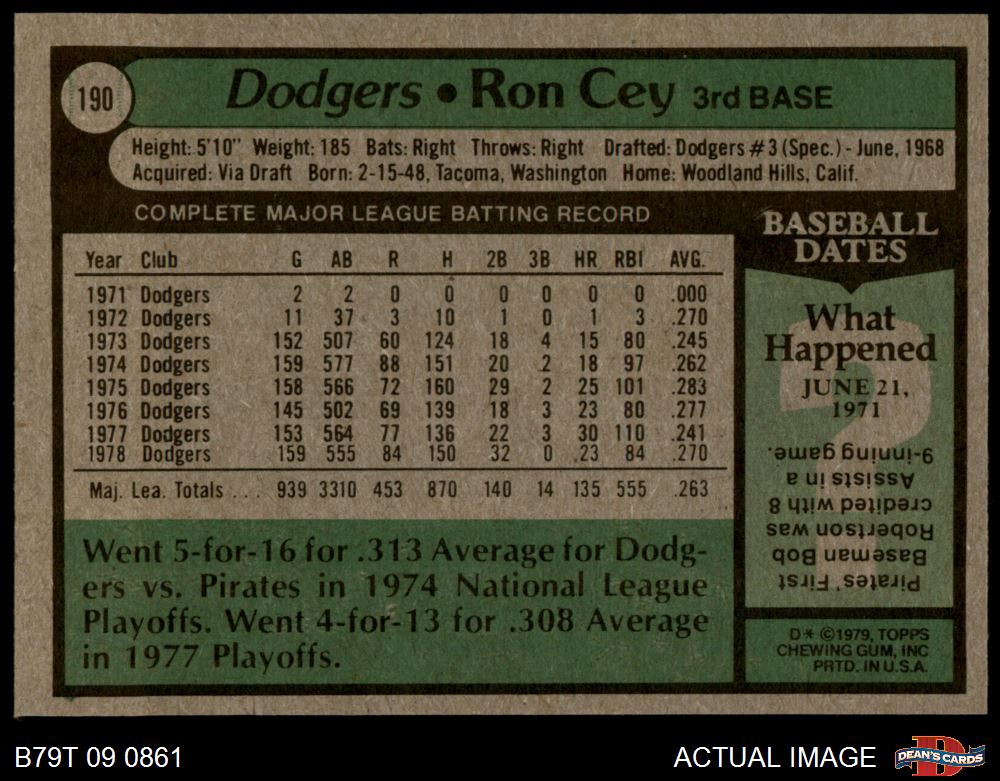 190
Dodgers • Ron Cey 3rd BASE
Height: 5'10" Weight: 185 Bats: Right Throws: Right Drafted: Dodgers #3 (Spec.) - June, 1968
Acquired: Via Draft Born: 2-15-48, Tacoma, Washington Home: Woodland Hills, Calif.
COMPLETE MAJOR LEAGUE BATTING RECORD
Year Club G AB R H 2B 3B HR RBI AVG.
1971 Dodgers 2 2 0 0 0 0 0 0 .000
1972 Dodgers 11 37 3 10 1 0 1 3 .270
1973 Dodgers 152 507 60 124 18 4 15 80 .245
1974 Dodgers 159 577 88 151 20 2 18 97 .262
1975 Dodgers 158 566 72 160 29 2 25 101 .283
1976 Dodgers 145 502 69 139 18 3 23 80 .277
1977 Dodgers 153 564 77 136 22 3 30 110 .241
1978 Dodgers 159 555 84 150 32 0 23 84 .270
Maj. Lea. Totals . . . 939 3310 453 870 140 14 135 555 .263
Went 5-for-16 for .313 Average for Dodg-
ers vs. Pirates in 1974 National League
Playoffs. Went 4-for-13 for .308 Average
in 1977 Playoffs.
BASEBALL
DATES
What
Happened
JUNE 21,
1971
Pirates' First
Baseman Bob
Robertson was
credited with 8
Assists in a
9-inning game.
D* ©1979, TOPPS
CHEWING GUM, INC
PRTD. IN U.S.A.
B79T 09 0861
ACTUAL IMAGE
D
DEAN'S CARDS